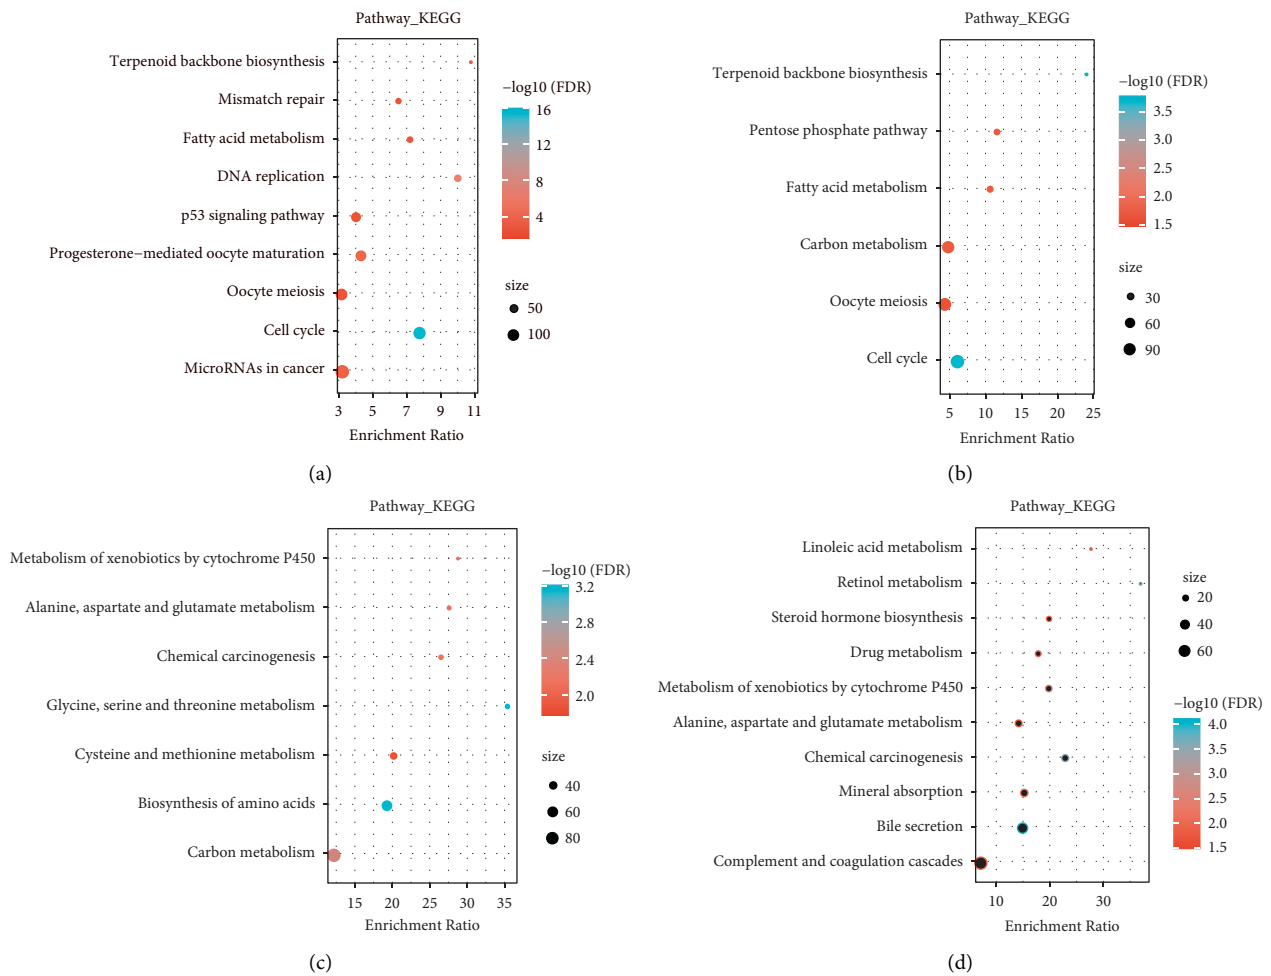 Pathway_KEGG
Terpenoid backbone biosynthesis
Mismatch repair
Fatty acid metabolism
DNA replication
p53 signaling pathway
Progesterone−mediated oocyte maturation
Oocyte meiosis
Cell cycle
MicroRNAs in cancer
3 5 7 9 11
Enrichment Ratio
−log10 (FDR)
16
12
8
4
size
50
100
(a)
Pathway_KEGG
Terpenoid backbone biosynthesis
Pentose phosphate pathway
Fatty acid metabolism
Carbon metabolism
Oocyte meiosis
Cell cycle
5 10 15 20 25
Enrichment Ratio
−log10 (FDR)
3.5
3.0
2.5
2.0
1.5
size
30
60
90
(b)
Pathway_KEGG
Metabolism of xenobiotics by cytochrome P450
Alanine, aspartate and glutamate metabolism
Chemical carcinogenesis
Glycine, serine and threonine metabolism
Cysteine and methionine metabolism
Biosynthesis of amino acids
Carbon metabolism
15 20 25 30 35
Enrichment Ratio
−log10 (FDR)
3.2
2.8
2.4
2.0
size
40
60
80
(c)
Pathway_KEGG
Linoleic acid metabolism
Retinol metabolism
Steroid hormone biosynthesis
Drug metabolism
Metabolism of xenobiotics by cytochrome P450
Alanine, aspartate and glutamate metabolism
Chemical carcinogenesis
Mineral absorption
Bile secretion
Complement and coagulation cascades
10 20 30
Enrichment Ratio
size
20
40
60
−log10 (FDR)
4.0
3.5
3.0
2.5
2.0
1.5
(d)